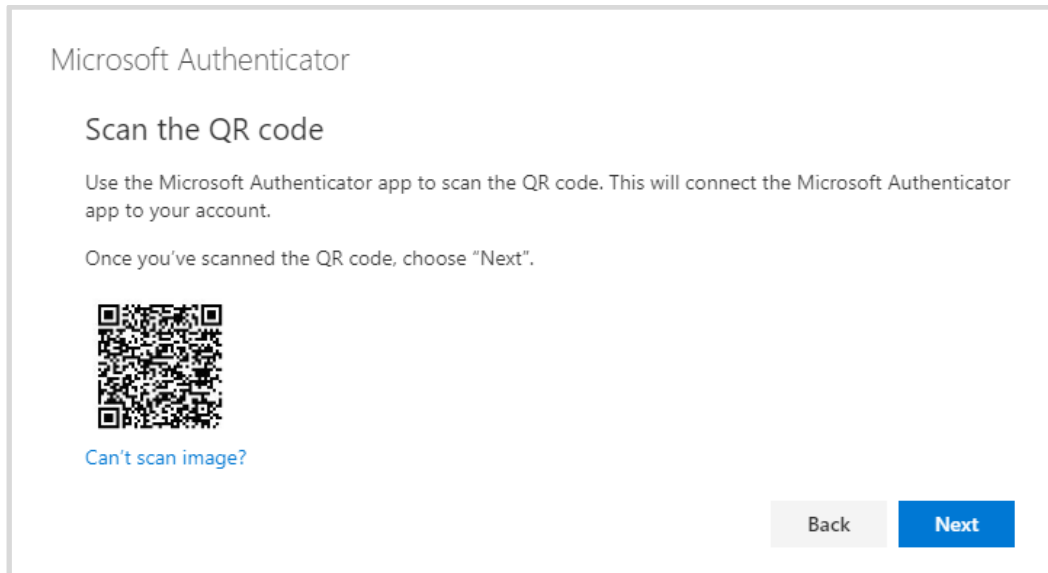 Microsoft Authenticator
Scan the QR code
Use the Microsoft Authenticator app to scan the QR code. This will connect the Microsoft Authenticator
app to your account.
Once you’ve scanned the QR code, choose “Next”.
Can’t scan image?
Back
Next